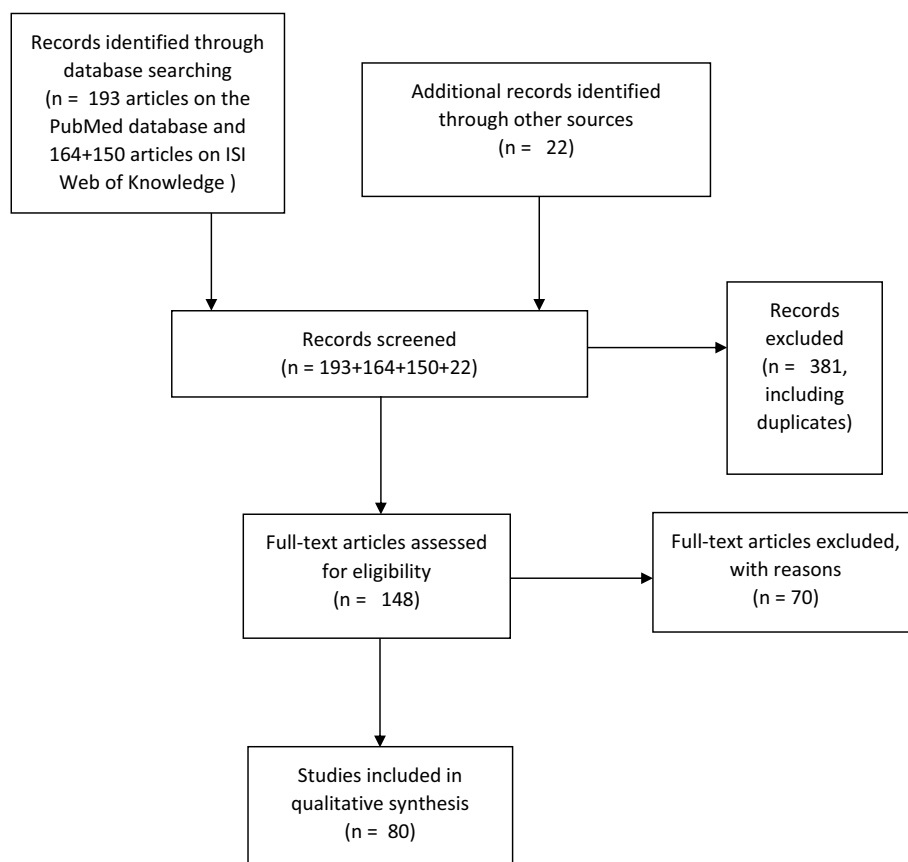 Records identified through
database searching
(n = 193 articles on the
PubMed database and
164+150 articles on ISI
Web of Knowledge )
Additional records identified
through other sources
(n = 22)
Records screened
(n = 193+164+150+22)
Records
excluded
(n = 381,
including
duplicates)
Full-text articles assessed
for eligibility
(n = 148)
Full-text articles excluded,
with reasons
(n = 70)
Studies included in
qualitative synthesis
(n = 80)